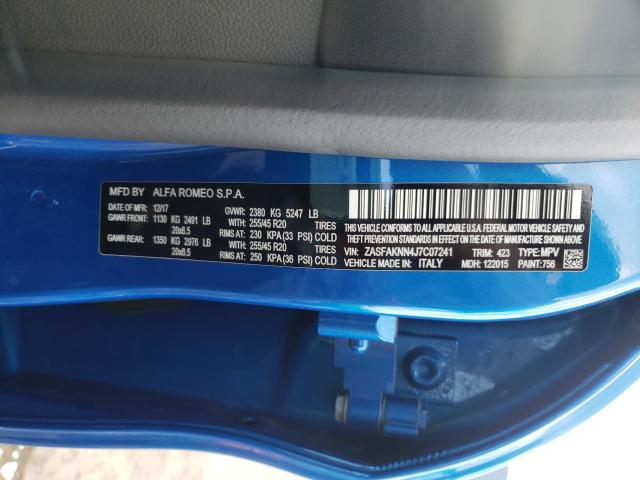 MFD BY ALFA ROMEO S.P.A.
DATE OF MFR: 12/17 GVWR: 2380 KG 5247 LB
GAWR FRONT: 1130 KG 2491 LB 255/45 R20 TIRES
20x8.5 RIMS AT: 230 KPA (33 PSI) COLD
GAWR REAR: 1350 KG 2976 LB 255/45 R20 TIRES
20x8.5 RIMS AT: 250 KPA (36 PSI) COLD
THIS VEHICLE CONFORMS TO ALL APPLICABLE U.S.A. FEDERAL MOTOR
VEHICLE SAFETY, BUMPER, AND THEFT PREVENTION STANDARDS IN
EFFECT ON THE DATE OF MANUFACTURE SHOWN ABOVE.
VIN: ZASFAKNN4J7C07241 TRIM: 423 TYPE: MPV
VEHICLE MADE IN: ITALY MDH: 122015 PAINT: 756